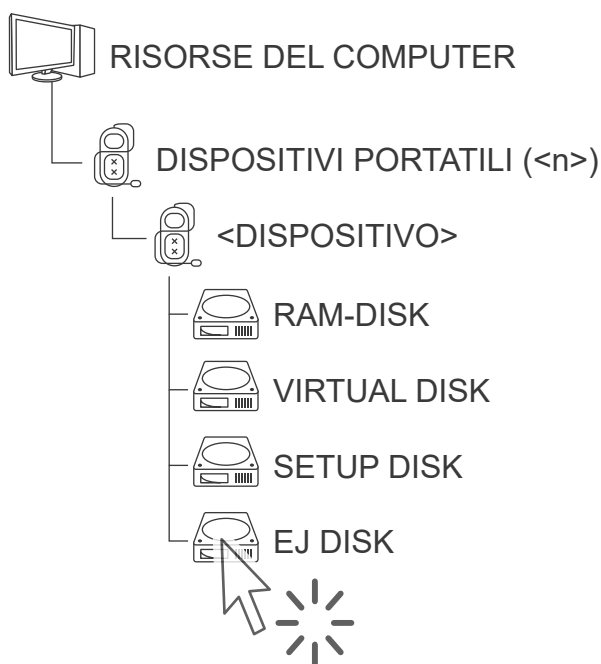 RISORSE DEL COMPUTER
DISPOSITIVI PORTATILI (<n>)
<DISPOSITIVO>
RAM-DISK
VIRTUAL DISK
SETUP DISK
EJ DISK